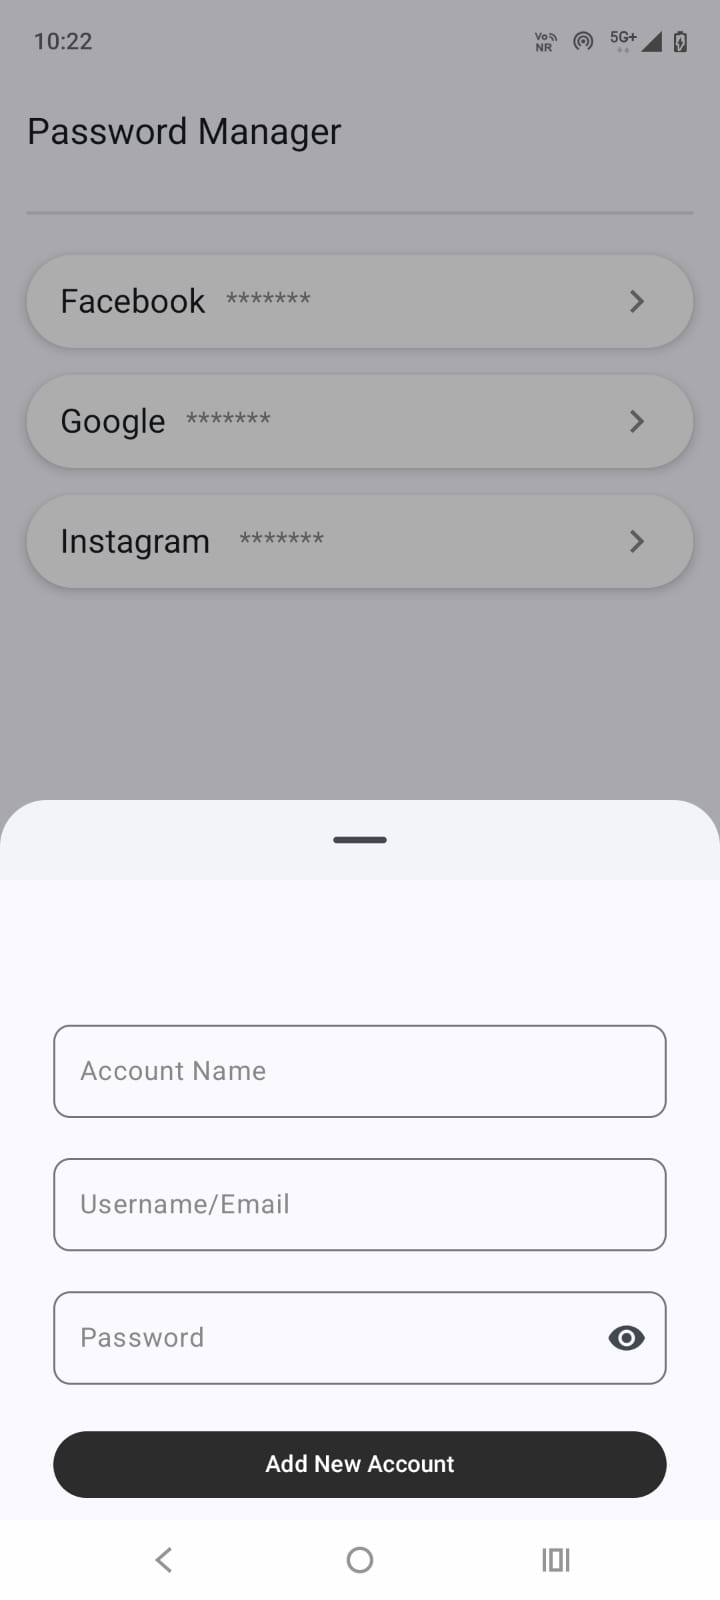 10:22
Vo NR 5G+
Password Manager
Facebook *******
Google *******
Instagram *******
Account Name
Username/Email
Password
Add New Account